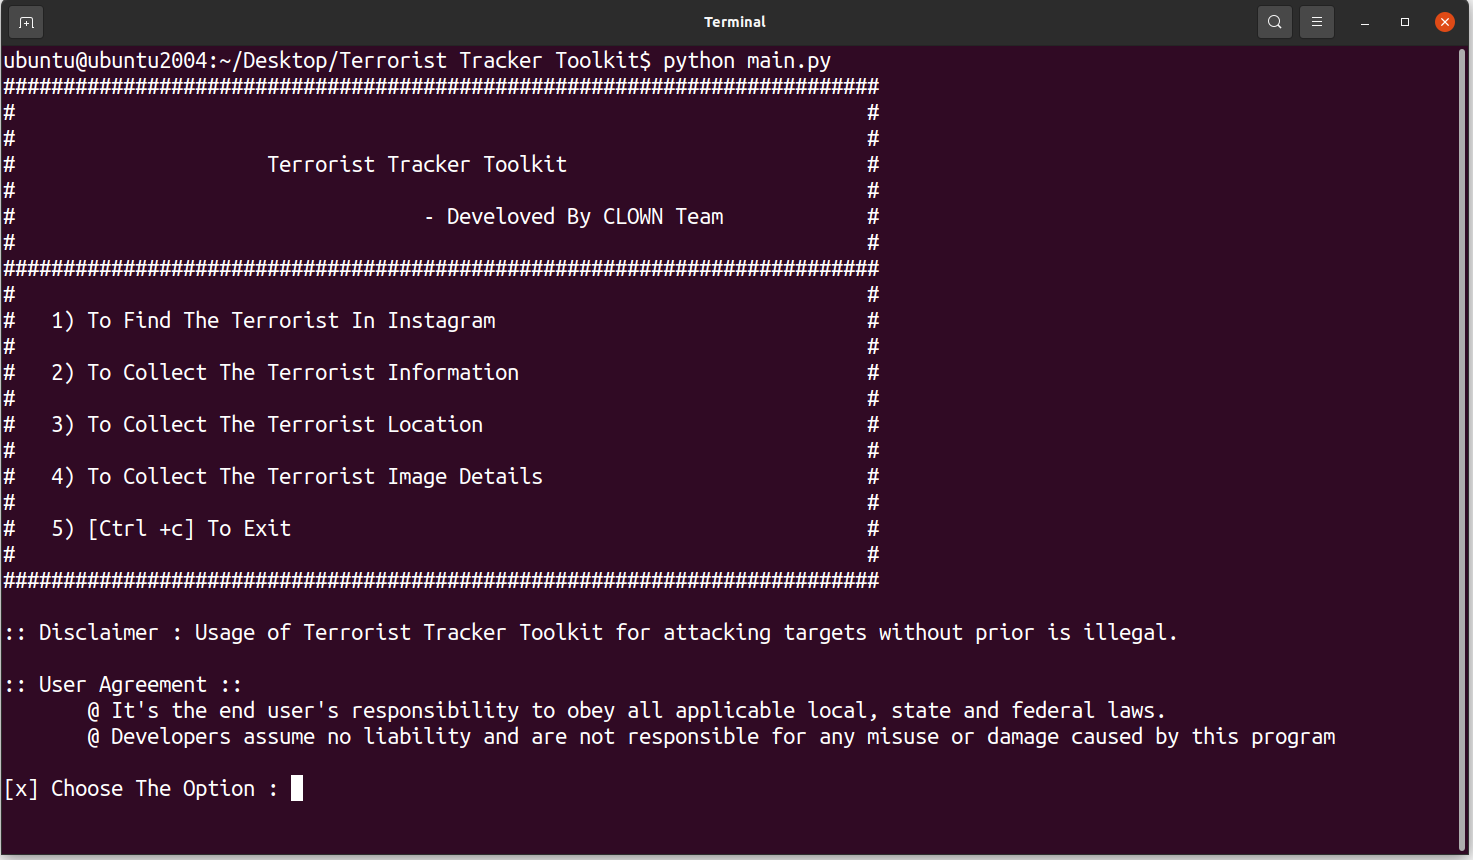 Terminal
ubuntu@ubuntu2004:~/Desktop/Terrorist Tracker Toolkit$ python main.py
#########################################################################
# #
# #
# Terrorist Tracker Toolkit #
# #
# - Develoved By CLOWN Team #
# #
#########################################################################
# #
# 1) To Find The Terrorist In Instagram #
# #
# 2) To Collect The Terrorist Information #
# #
# 3) To Collect The Terrorist Location #
# #
# 4) To Collect The Terrorist Image Details #
# #
# 5) [Ctrl +c] To Exit #
# #
#########################################################################
:: Disclaimer : Usage of Terrorist Tracker Toolkit for attacking targets without prior is illegal.
:: User Agreement ::
@ It's the end user's responsibility to obey all applicable local, state and federal laws.
@ Developers assume no liability and are not responsible for any misuse or damage caused by this program
[x] Choose The Option :